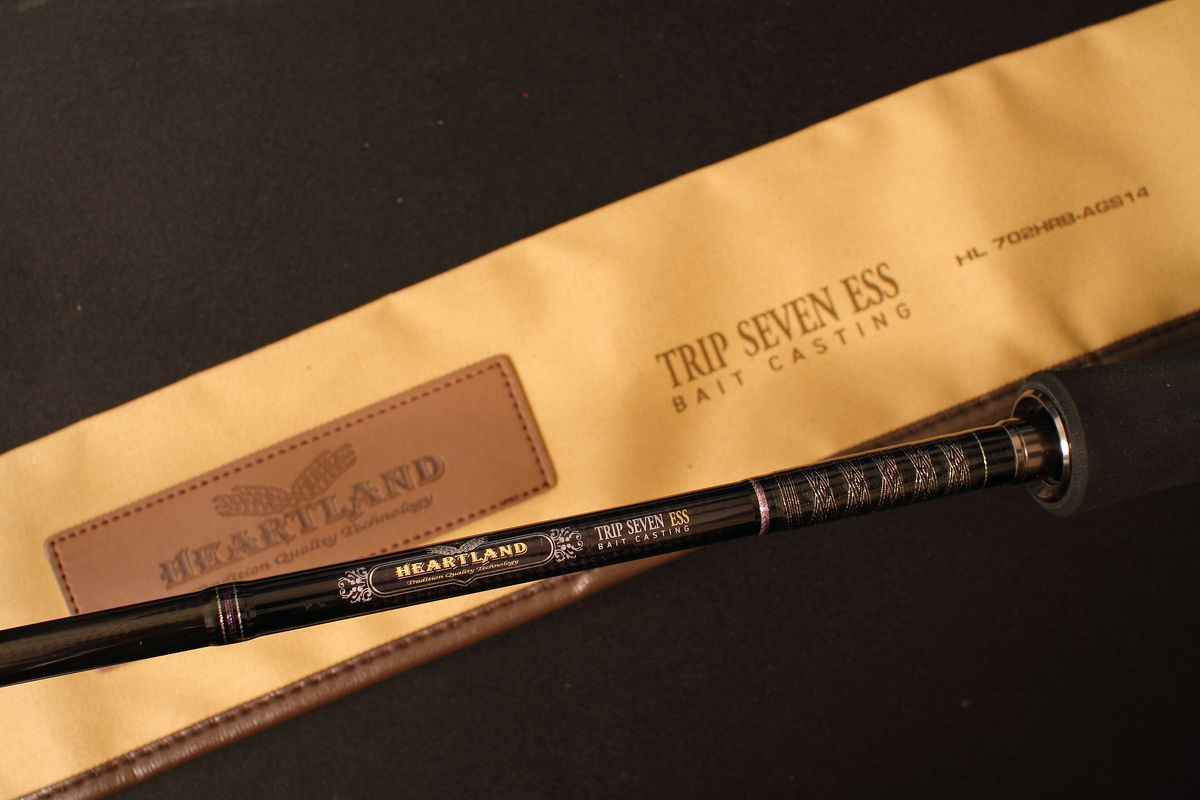 TRIP SEVEN ESS
BAIT CASTING
HL 702HRB-AGS14
HEARTLAND
Tradition Quality Technology
HEARTLAND
Tradition Quality Technology
TRIP SEVEN ESS
BAIT CASTING